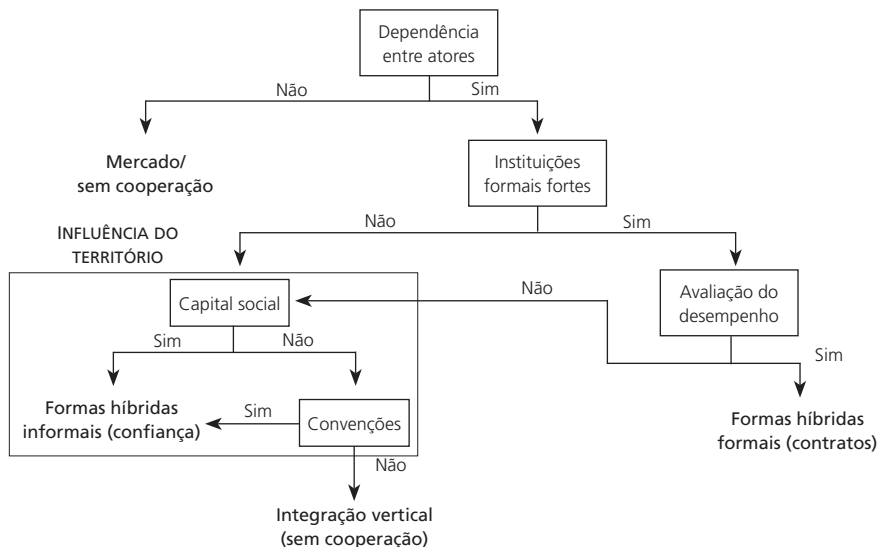 Dependência
entre atores
Não
Sim
Mercado/
sem cooperação
Instituições
formais fortes
Não
Sim
INFLUÊNCIA DO
TERRITÓRIO
Capital social
Não
Avaliação do
desempenho
Sim
Não
Sim
Formas híbridas
informais (confiança)
Sim
Convenções
Formas híbridas
formais (contratos)
Não
Integração vertical
(sem cooperação)